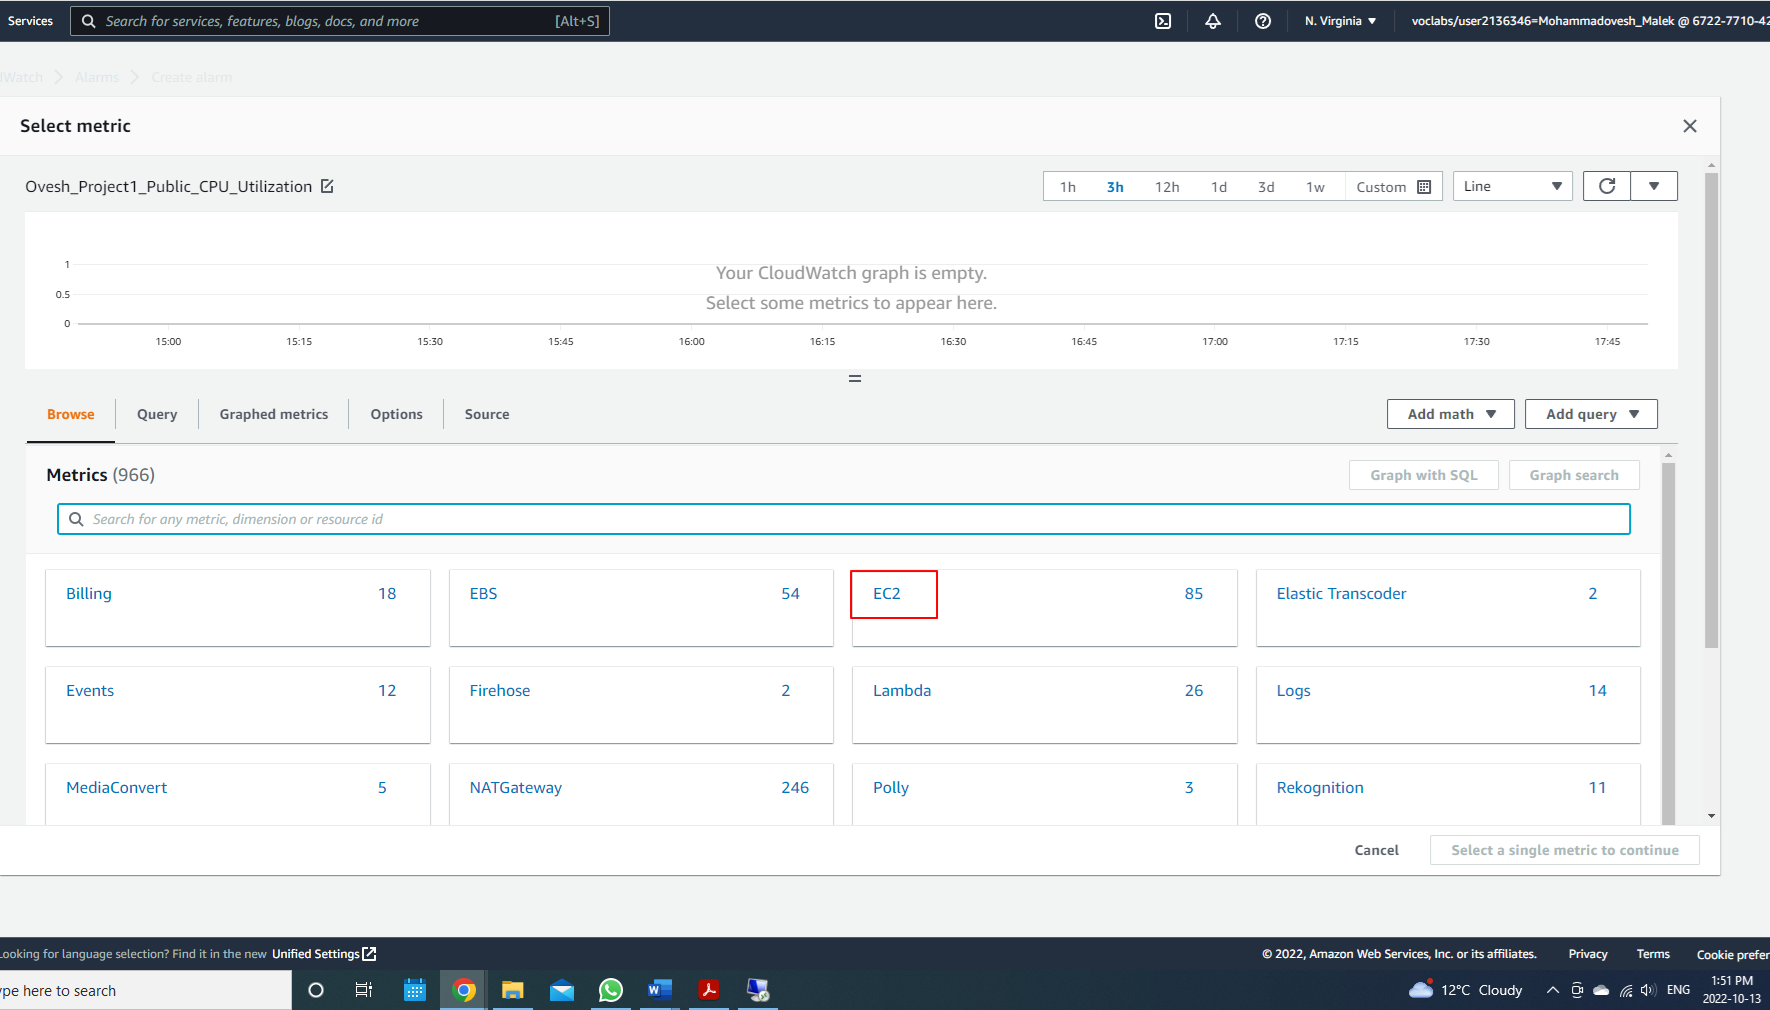 Services Search for services, features, blogs, docs, and more [Alt+S] N. Virginia voclabs/user2136346=Mohammadovesh_Malek @ 6722-7710-42
Alarms Create alarm
Select metric
Ovesh_Project1_Public_CPU_Utilization 1h 3h 12h 1d 3d 1w Custom Line
1
Your CloudWatch graph is empty.
0.5
Select some metrics to appear here.
0
15:00 15:15 15:30 15:45 16:00 16:15 16:30 16:45 17:00 17:15 17:30 17:45
Browse Query Graphed metrics Options Source Add math Add query
Metrics (966) Graph with SQL Graph search
Search for any metric, dimension or resource id
Billing 18 EBS 54 EC2 85 Elastic Transcoder 2
Events 12 Firehose 2 Lambda 26 Logs 14
MediaConvert 5 NATGateway 246 Polly 3 Rekognition 11
Cancel Select a single metric to continue
ooking for language selection? Find it in the new Unified Settings © 2022, Amazon Web Services, Inc. or its affiliates. Privacy Terms Cookie prefer
ype here to search 12°C Cloudy ENG 1:51 PM
2022-10-13